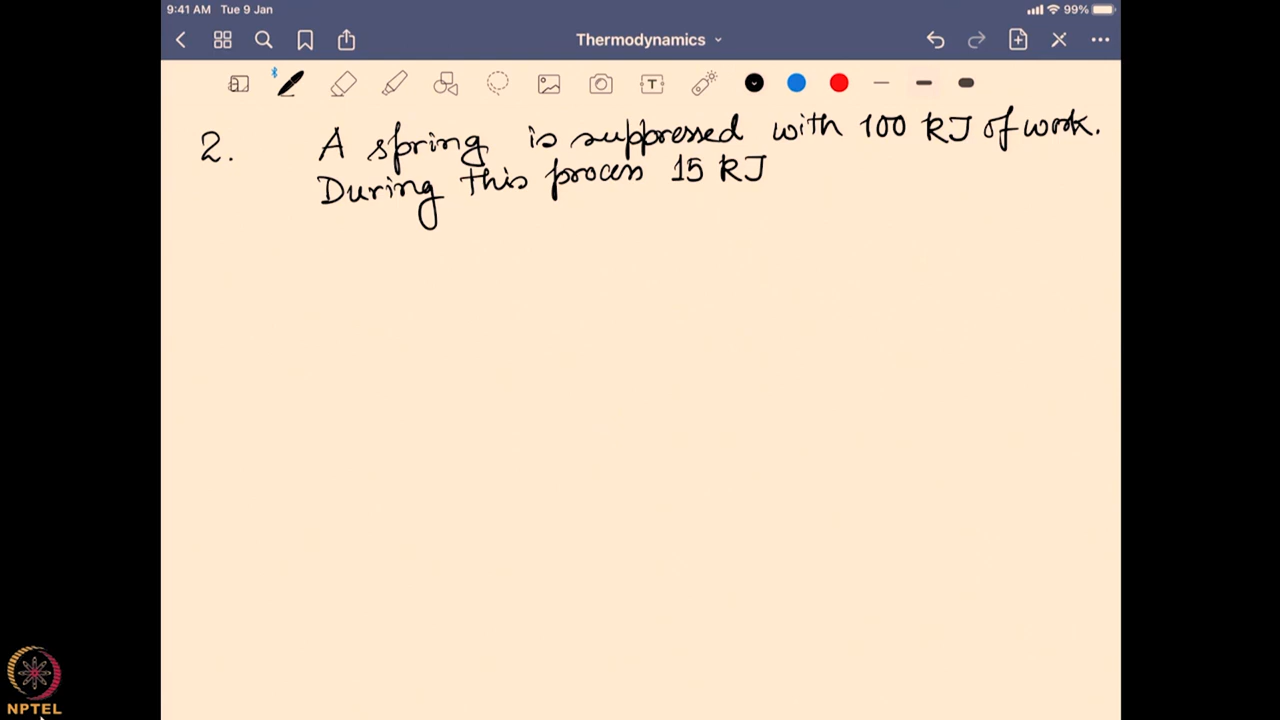 9:41 AM Tue 9 Jan
99%
Thermodynamics
T
2. A spring is suppressed with 100 KJ of work.
During this process 15 KJ
NPTEL